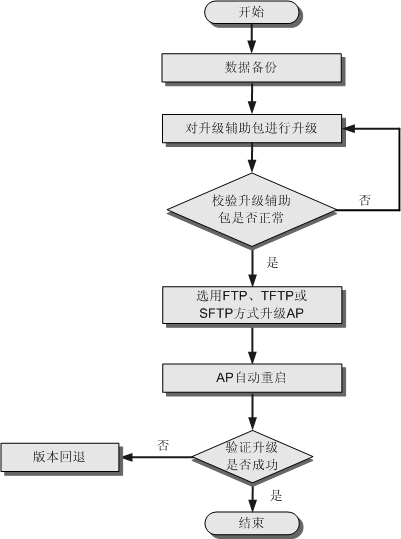 开始
数据备份
对升级辅助包进行升级
校验升级辅助
包是否正常
否
是
选用FTP、TFTP或
SFTP方式升级AP
AP自动重启
验证升级
是否成功
否
版本回退
是
结束